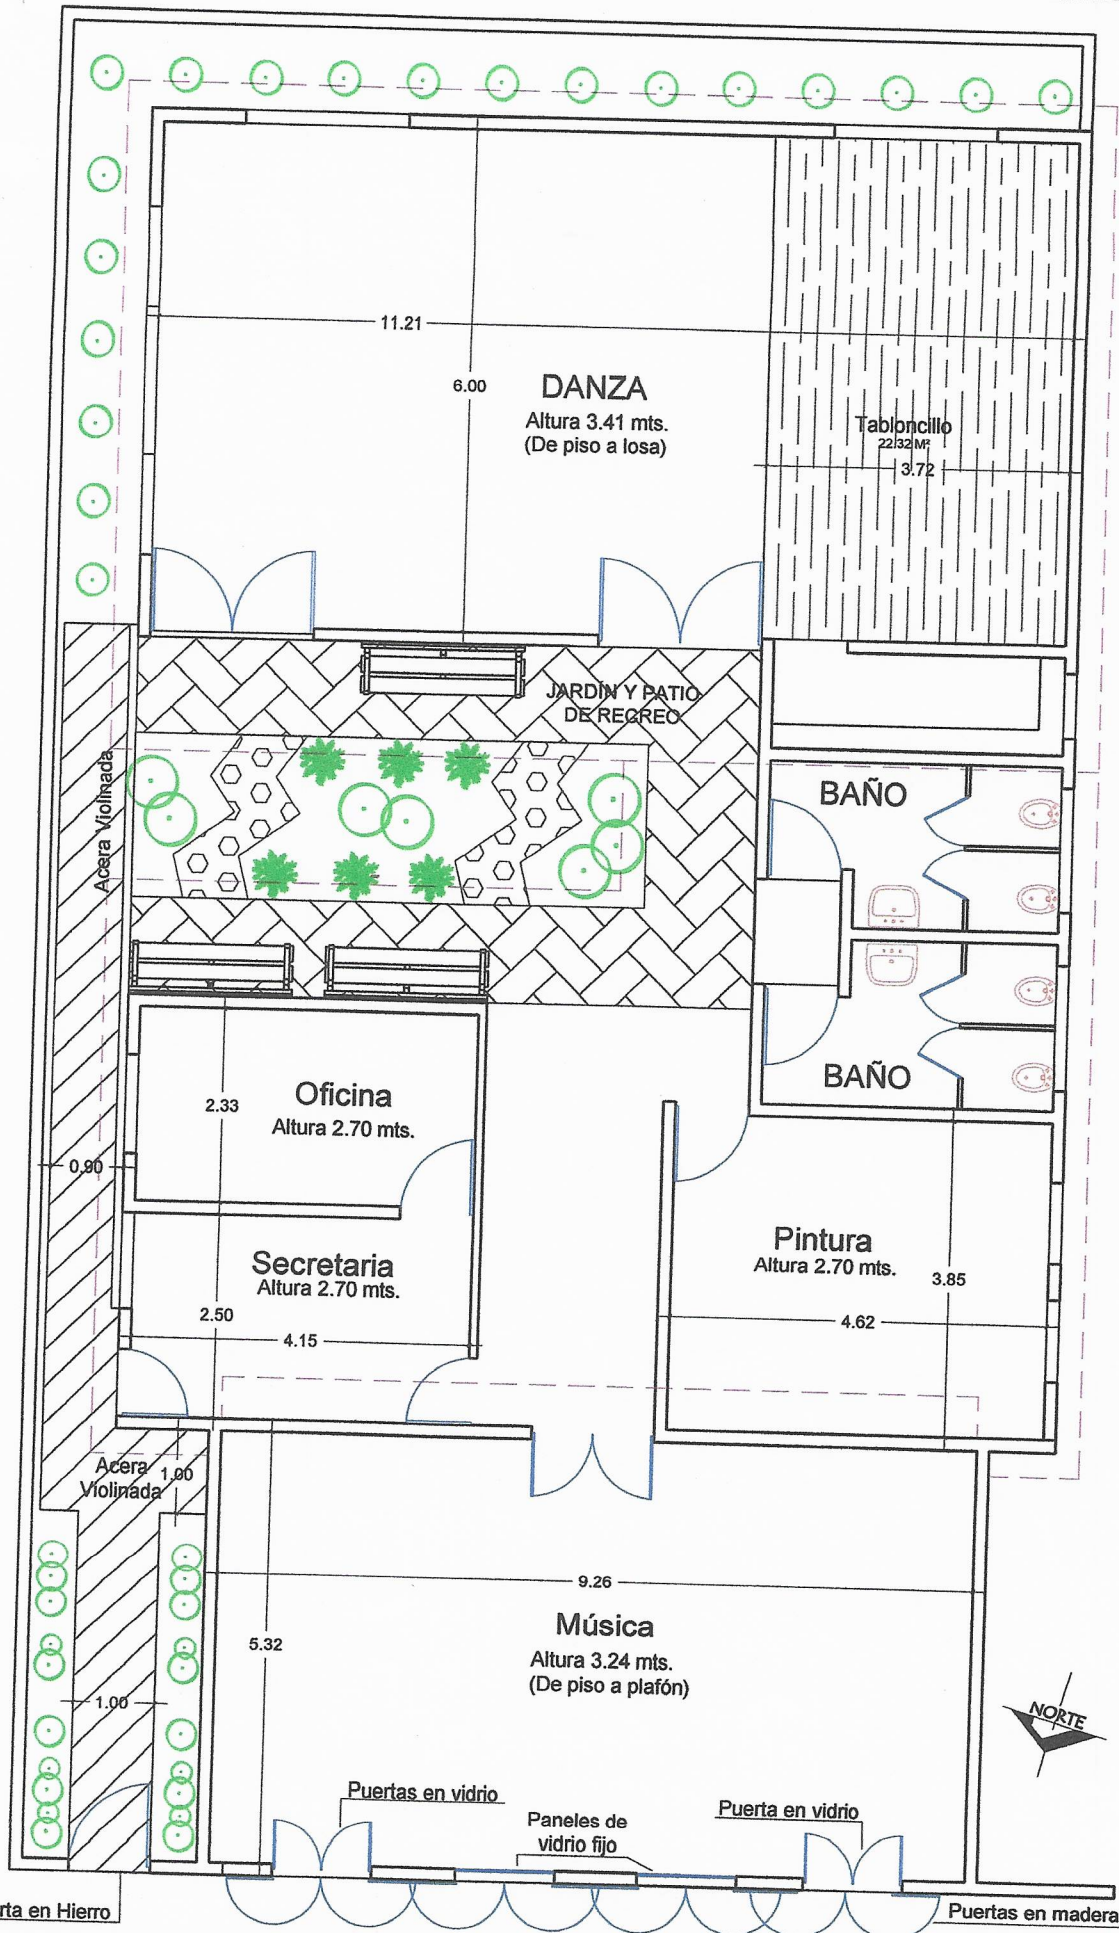 11.21
6.00
DANZA
Altura 3.41 mts.
(De piso a losa)
Tabloncillo
22.32 M²
3.72
JARDÍN Y PATIO
DE RECREO
Acera Violinada
BAÑO
BAÑO
Oficina
Altura 2.70 mts.
2.33
0.90
Secretaria
Altura 2.70 mts.
2.50
4.15
Pintura
Altura 2.70 mts.
3.85
4.62
Acera
Violinada
1.00
9.26
5.32
Música
Altura 3.24 mts.
(De piso a plafón)
1.00
NORTE
Puertas en vidrio
Paneles de
vidrio fijo
Puerta en vidrio
rta en Hierro
Puertas en madera